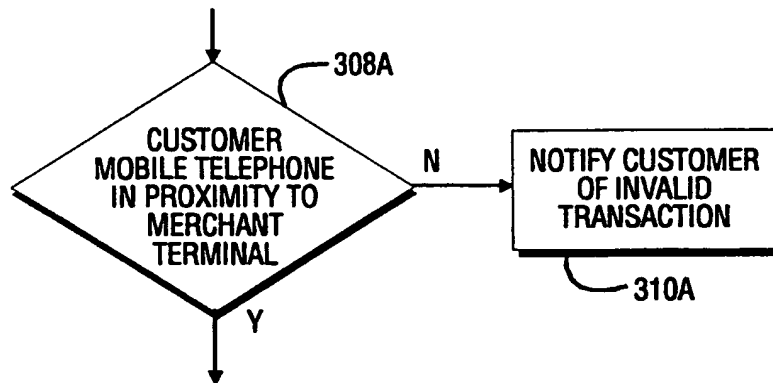 308A
CUSTOMER
MOBILE TELEPHONE
IN PROXIMITY TO
MERCHANT
TERMINAL
N
NOTIFY CUSTOMER
OF INVALID
TRANSACTION
310A
Y